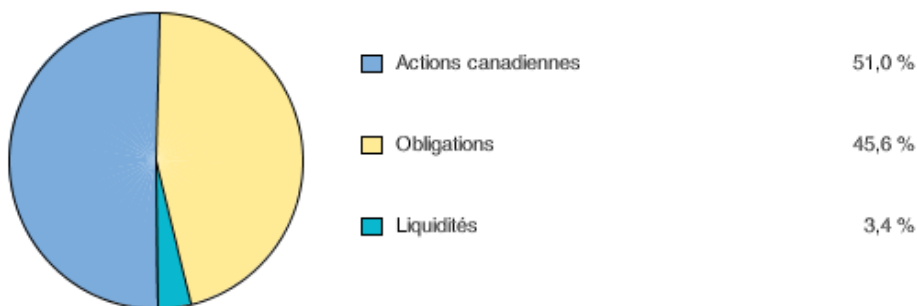 Actions canadiennes 51,0 %
Obligations 45,6 %
Liquidités 3,4 %